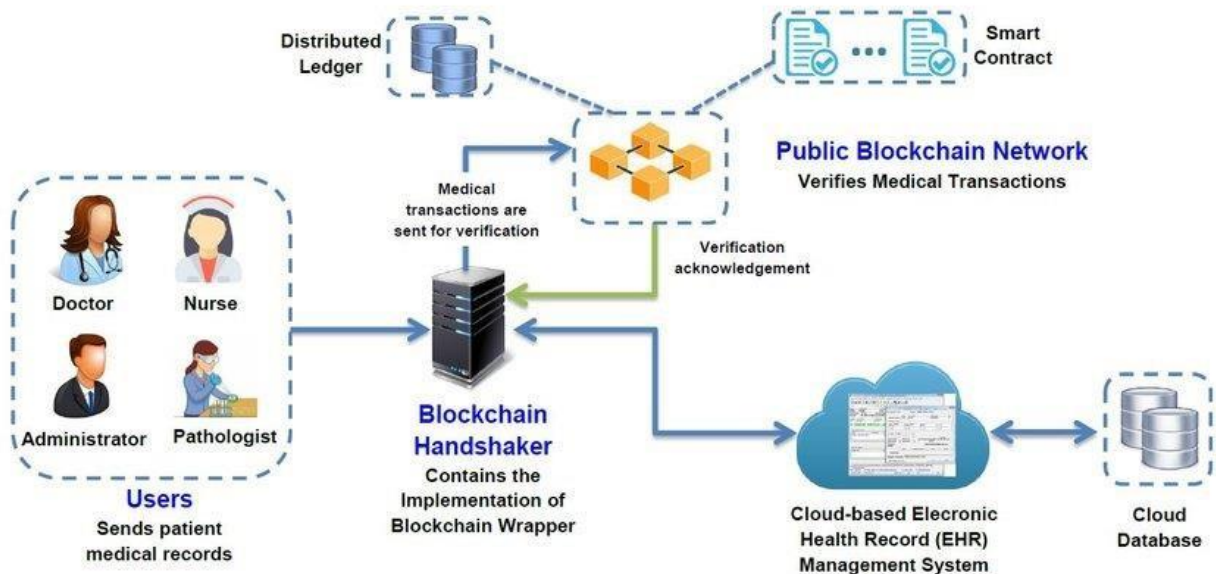 Distributed
Ledger
Smart
Contract
Public Blockchain Network
Verifies Medical Transactions
Medical
transactions are
sent for verification
Verification
acknowledgement
Doctor
Nurse
Administrator
Pathologist
Users
Sends patient
medical records
Blockchain
Handshaker
Contains the
Implementation of
Blockchain Wrapper
Cloud-based Elecronic
Health Record (EHR)
Management System
Cloud
Database